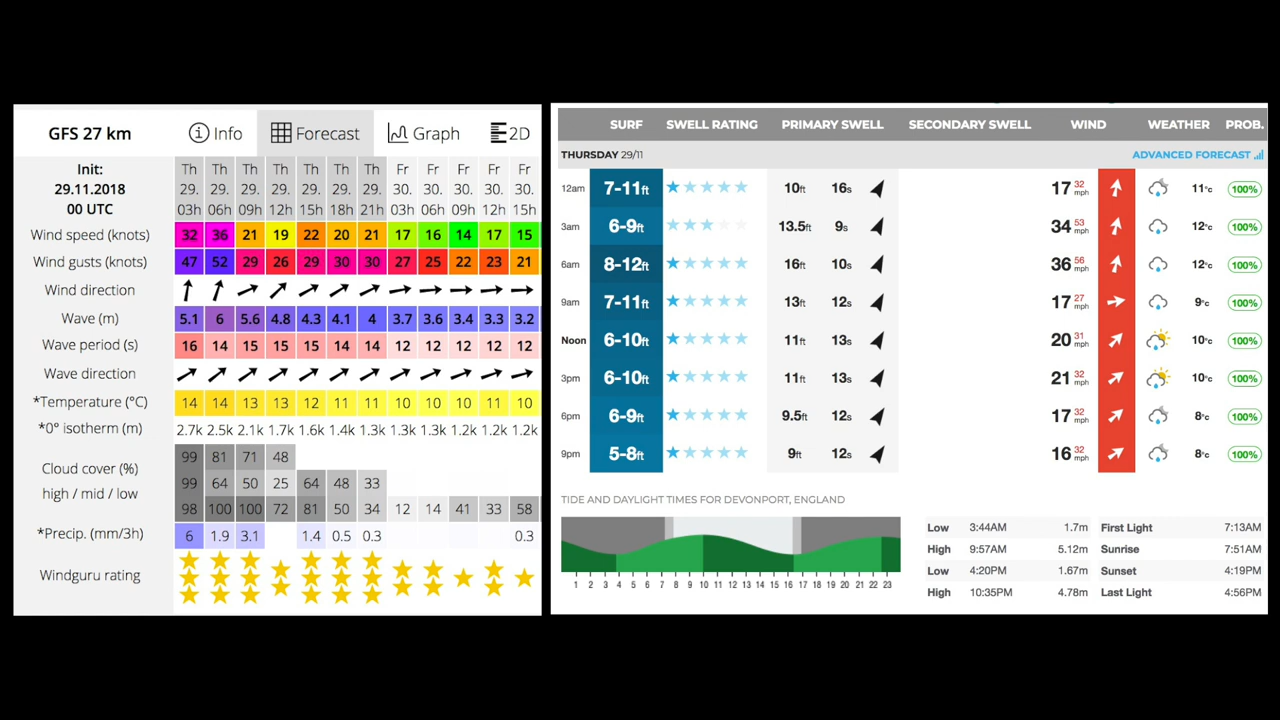 GFS 27 km Info Forecast Graph 2D
Init: Th Th Th Th Th Th Th Fr Fr Fr Fr Fr
29.11.2018 29. 29. 29. 29. 29. 29. 29. 30. 30. 30. 30. 30.
00 UTC 03h 06h 09h 12h 15h 18h 21h 03h 06h 09h 12h 15h
Wind speed (knots) 32 36 21 19 22 20 21 17 16 14 17 15
Wind gusts (knots) 47 52 29 26 29 30 30 27 25 22 23 21
Wind direction
Wave (m) 5.1 6 5.6 4.8 4.3 4.1 4 3.7 3.6 3.4 3.3 3.2
Wave period (s) 16 14 15 15 15 14 14 12 12 12 12 12
Wave direction
*Temperature (°C) 14 14 13 13 12 11 11 10 10 10 11 10
*0° isotherm (m) 2.7k 2.5k 2.1k 1.7k 1.6k 1.4k 1.3k 1.3k 1.3k 1.2k 1.2k 1.2k
99 81 71 48
Cloud cover (%) 99 64 50 25 64 48 33
high / mid / low 98 100 100 72 81 50 34 12 14 41 33 58
*Precip. (mm/3h) 6 1.9 3.1 1.4 0.5 0.3 0.3
Windguru rating
SURF SWELL RATING PRIMARY SWELL SECONDARY SWELL WIND WEATHER PROB.
THURSDAY 29/11 ADVANCED FORECAST
12am 7-11ft 10ft 16s 17 32 mph 11°c 100%
3am 6-9ft 13.5ft 9s 34 53 mph 12°c 100%
6am 8-12ft 16ft 10s 36 56 mph 12°c 100%
9am 7-11ft 13ft 12s 17 27 mph 9°c 100%
Noon 6-10ft 11ft 13s 20 31 mph 10°c 100%
3pm 6-10ft 11ft 13s 21 32 mph 10°c 100%
6pm 6-9ft 9.5ft 12s 17 32 mph 8°c 100%
9pm 5-8ft 9ft 12s 16 32 mph 8°c 100%
TIDE AND DAYLIGHT TIMES FOR DEVONPORT, ENGLAND
1 2 3 4 5 6 7 8 9 10 11 12 13 14 15 16 17 18 19 20 21 22 23
Low 3:44AM 1.7m First Light 7:13AM
High 9:57AM 5.12m Sunrise 7:51AM
Low 4:20PM 1.67m Sunset 4:19PM
High 10:35PM 4.78m Last Light 4:56PM